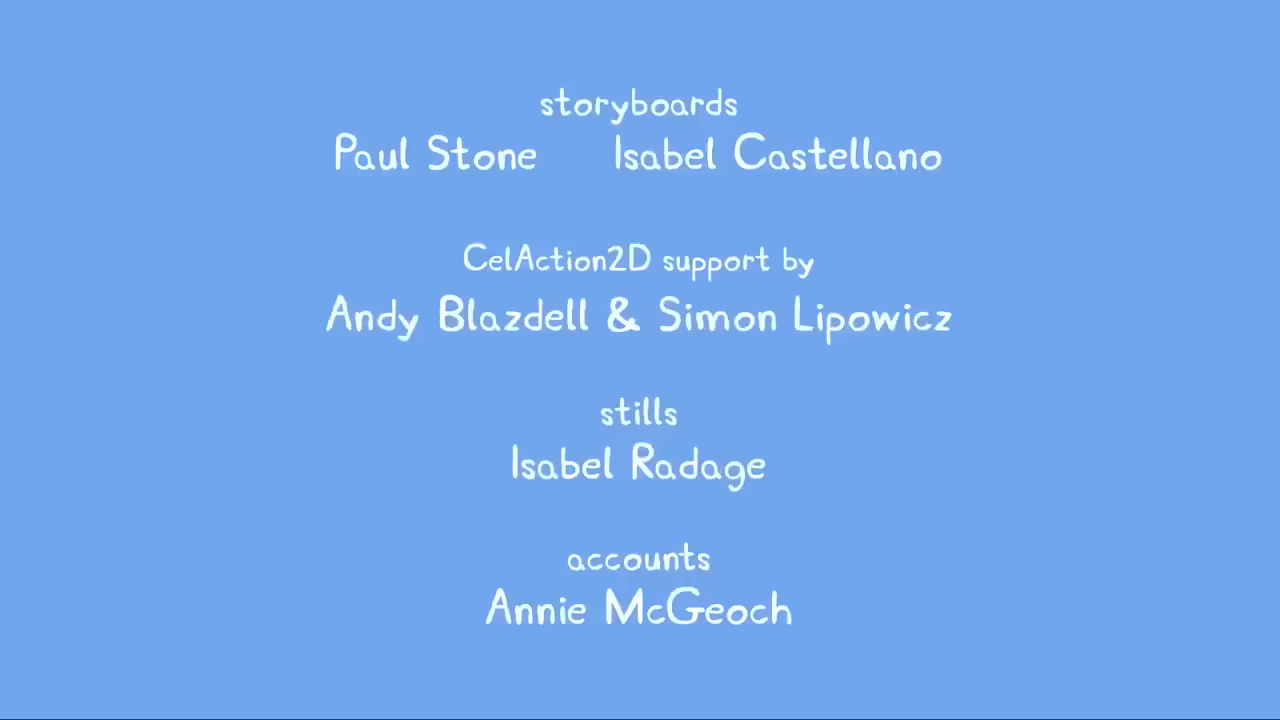 storyboards
Paul Stone Isabel Castellano
CelAction2D support by
Andy Blazdell & Simon Lipowicz
stills
Isabel Radage
accounts
Annie McGeoch